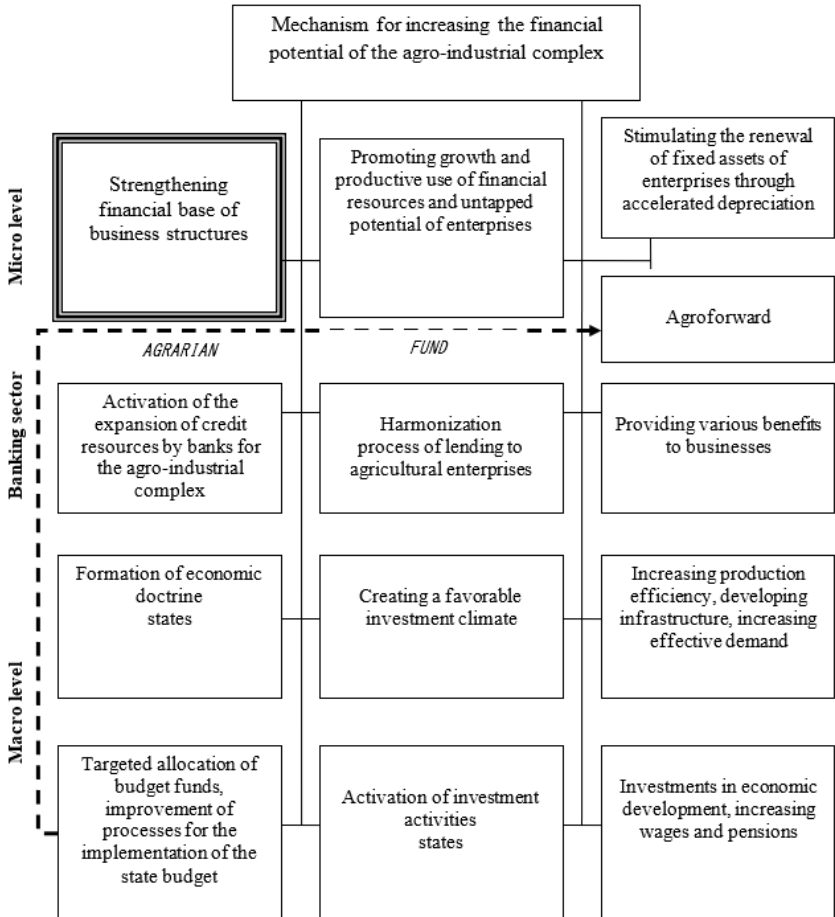 Mechanism for increasing the financial
potential of the agro-industrial complex
Micro level
Strengthening
financial base of
business structures
Promoting growth and
productive use of financial
resources and untapped
potential of enterprises
Stimulating the renewal
of fixed assets of
enterprises through
accelerated depreciation
Agroforward
AGRARIAN
FUND
Banking sector
Activation of the
expansion of credit
resources by banks for
the agro-industrial
complex
Harmonization
process of lending to
agricultural enterprises
Providing various benefits
to businesses
Macro level
Formation of economic
doctrine
states
Creating a favorable
investment climate
Increasing production
efficiency, developing
infrastructure, increasing
effective demand
Targeted allocation of
budget funds,
improvement of
processes for the
implementation of the
state budget
Activation of investment
activities
states
Investments in economic
development, increasing
wages and pensions